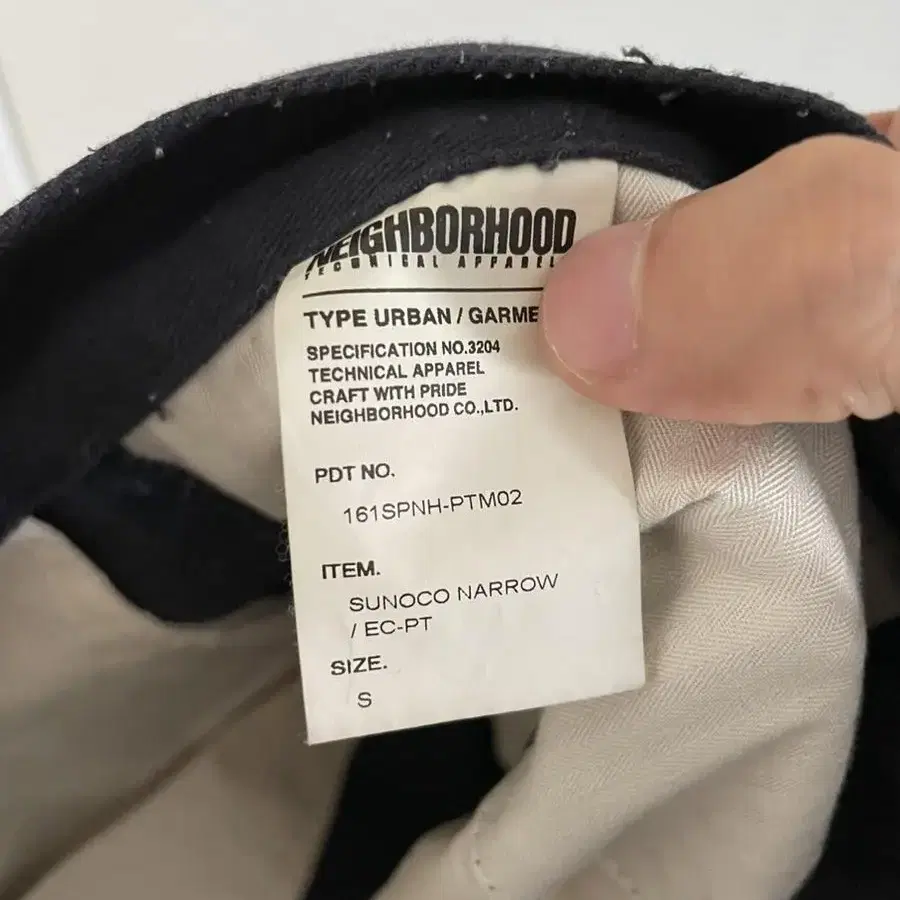 NEIGHBORHOOD
TECHNICAL APPAREL
TYPE URBAN / GARME
SPECIFICATION NO.3204
TECHNICAL APPAREL
CRAFT WITH PRIDE
NEIGHBORHOOD CO.,LTD.
PDT NO.
161SPNH-PTM02
ITEM.
SUNOCO NARROW
/ EC-PT
SIZE.
S